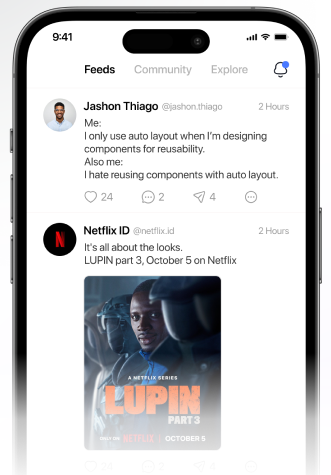 9:41
Feeds Community Explore
Jashon Thiago @jashon.thiago 2 Hours
Me:
I only use auto layout when I'm designing
components for reusability.
Also me:
I hate reusing components with auto layout.
24 2 4
N
Netflix ID @netflix.id 2 Hours
It's all about the looks.
LUPIN part 3, October 5 on Netflix
A NETFLIX SERIES
LUPIN
PART 3
NETFLIX | OCTOBER 5